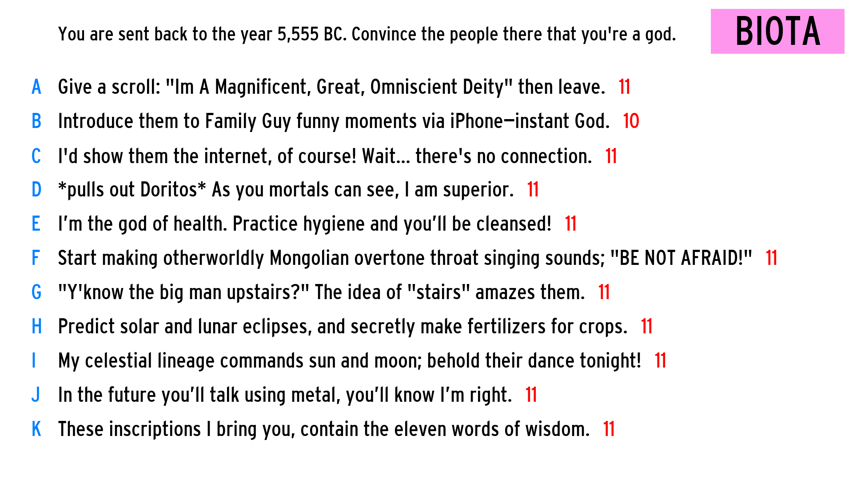 You are sent back to the year 5,555 BC. Convince the people there that you're a god.
BIOTA
A Give a scroll: "Im A Magnificent, Great, Omniscient Deity" then leave. 11
B Introduce them to Family Guy funny moments via iPhone—instant God. 10
C I'd show them the internet, of course! Wait... there's no connection. 11
D *pulls out Doritos* As you mortals can see, I am superior. 11
E I’m the god of health. Practice hygiene and you’ll be cleansed! 11
F Start making otherworldly Mongolian overtone throat singing sounds; "BE NOT AFRAID!" 11
G "Y'know the big man upstairs?" The idea of "stairs" amazes them. 11
H Predict solar and lunar eclipses, and secretly make fertilizers for crops. 11
I My celestial lineage commands sun and moon; behold their dance tonight! 11
J In the future you’ll talk using metal, you’ll know I’m right. 11
K These inscriptions I bring you, contain the eleven words of wisdom. 11